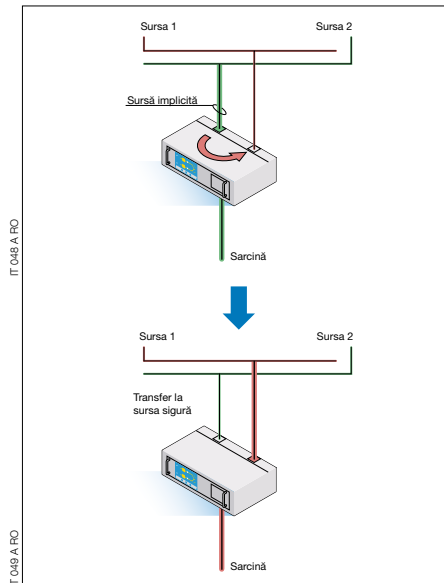 Sursa 1 Sursa 2
Sursă implicită
Sarcină
IT 048 A RO
Sursa 1 Sursa 2
Transfer la
sursa sigură
Sarcină
IT 049 A RO